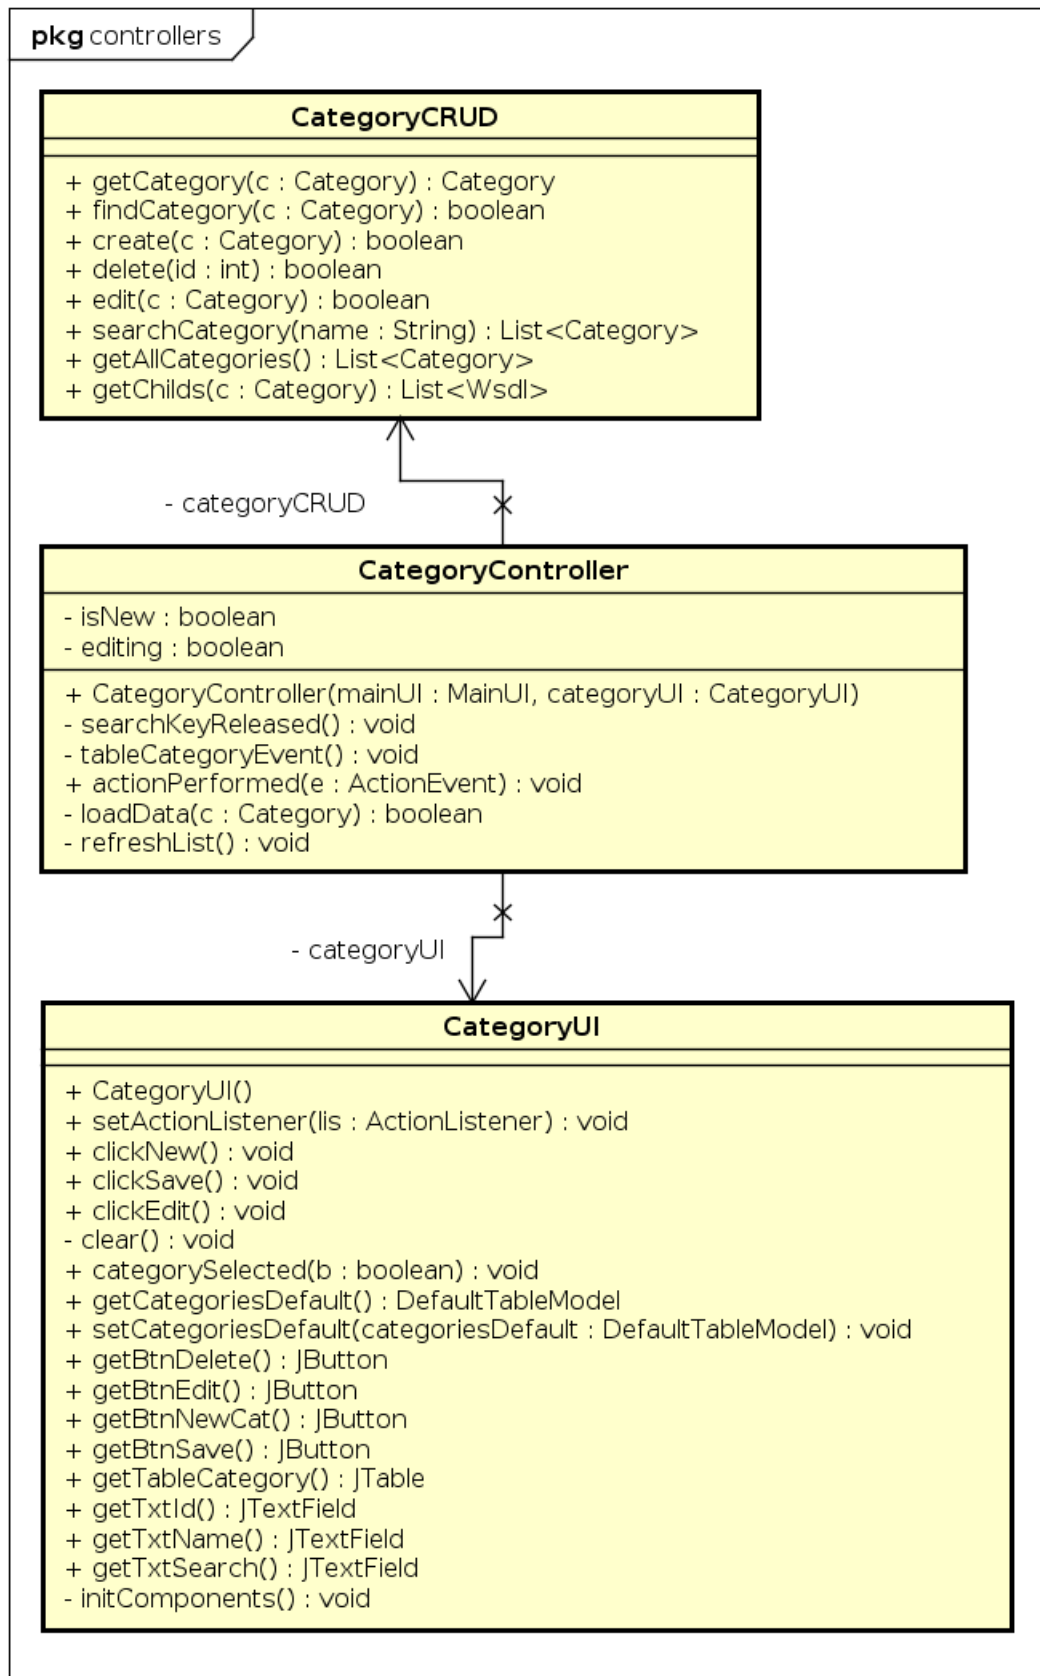 pkg controllers
CategoryCRUD
+ getCategory(c : Category) : Category
+ findCategory(c : Category) : boolean
+ create(c : Category) : boolean
+ delete(id : int) : boolean
+ edit(c : Category) : boolean
+ searchCategory(name : String) : List<Category>
+ getAllCategories() : List<Category>
+ getChilds(c : Category) : List<Wsdl>
- categoryCRUD
CategoryController
- isNew : boolean
- editing : boolean
+ CategoryController(mainUI : MainUI, categoryUI : CategoryUI)
- searchKeyReleased() : void
- tableCategoryEvent() : void
+ actionPerformed(e : ActionEvent) : void
- loadData(c : Category) : boolean
- refreshList() : void
- categoryUI
CategoryUI
+ CategoryUI()
+ setActionListener(lis : ActionListener) : void
+ clickNew() : void
+ clickSave() : void
+ clickEdit() : void
- clear() : void
+ categorySelected(b : boolean) : void
+ getCategoriesDefault() : DefaultTableModel
+ setCategoriesDefault(categoriesDefault : DefaultTableModel) : void
+ getBtnDelete() : JButton
+ getBtnEdit() : JButton
+ getBtnNewCat() : JButton
+ getBtnSave() : JButton
+ getTableCategory() : JTable
+ getTxtId() : JTextField
+ getTxtName() : JTextField
+ getTxtSearch() : JTextField
- initComponents() : void